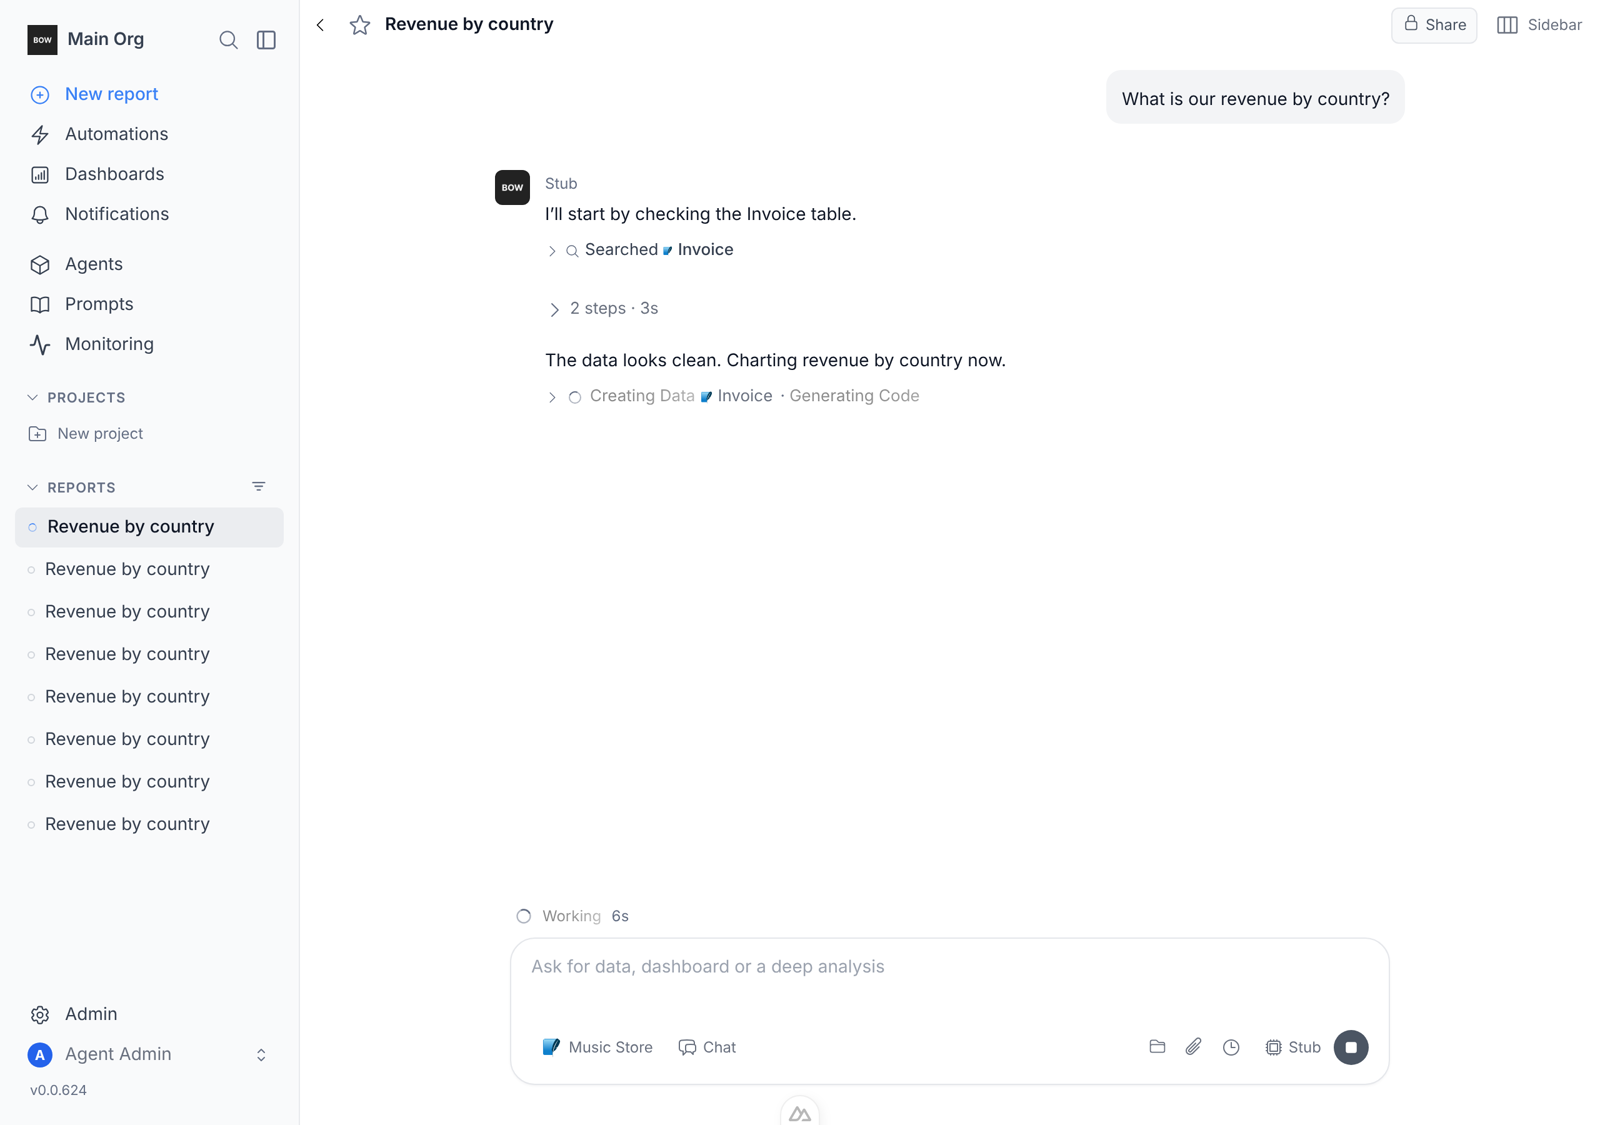 BOW Main Org
New report
Automations
Dashboards
Notifications
Agents
Prompts
Monitoring
PROJECTS
New project
REPORTS
Revenue by country
Revenue by country
Revenue by country
Revenue by country
Revenue by country
Revenue by country
Revenue by country
Revenue by country
Admin
A Agent Admin
v0.0.624
Revenue by country
Share
Sidebar
What is our revenue by country?
BOW Stub
I’ll start by checking the Invoice table.
Searched Invoice
2 steps · 3s
The data looks clean. Charting revenue by country now.
Creating Data Invoice · Generating Code
Working 6s
Ask for data, dashboard or a deep analysis
Music Store Chat Stub